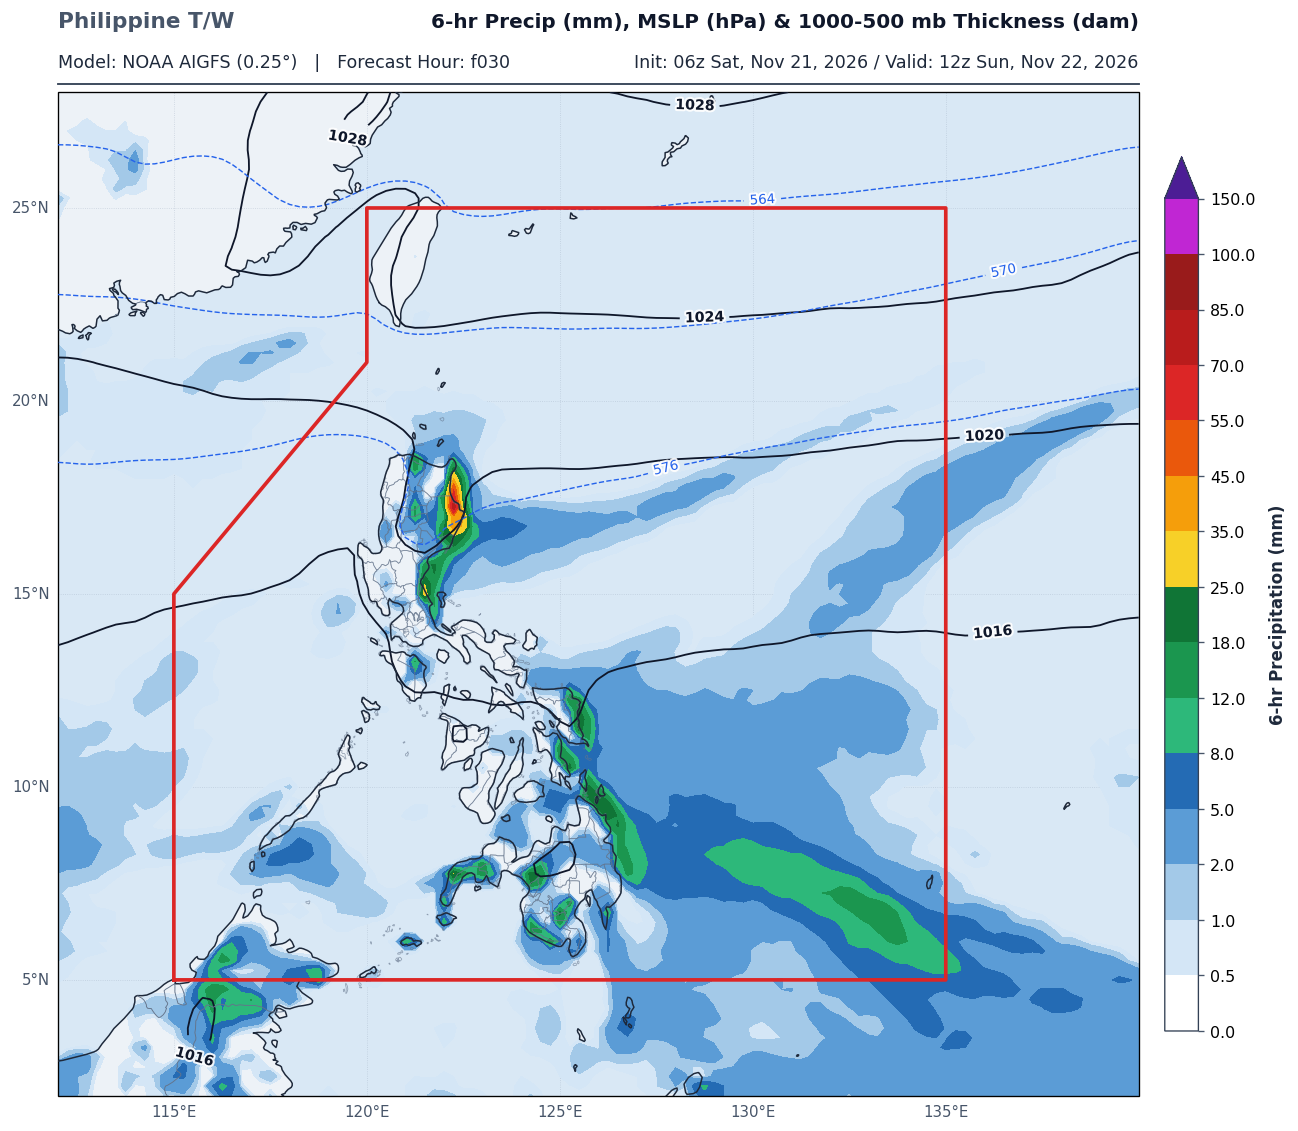 Philippine T/W
6-hr Precip (mm), MSLP (hPa) & 1000-500 mb Thickness (dam)
Model: NOAA AIGFS (0.25°)   |   Forecast Hour: f030
Init: 06z Sat, Nov 21, 2026 / Valid: 12z Sun, Nov 22, 2026
1028
1028
564
570
1024
1020
576
1016
1016
25°N
20°N
15°N
10°N
5°N
115°E
120°E
125°E
130°E
135°E
150.0
100.0
85.0
70.0
55.0
45.0
35.0
25.0
18.0
12.0
8.0
5.0
2.0
1.0
0.5
0.0
6-hr Precipitation (mm)